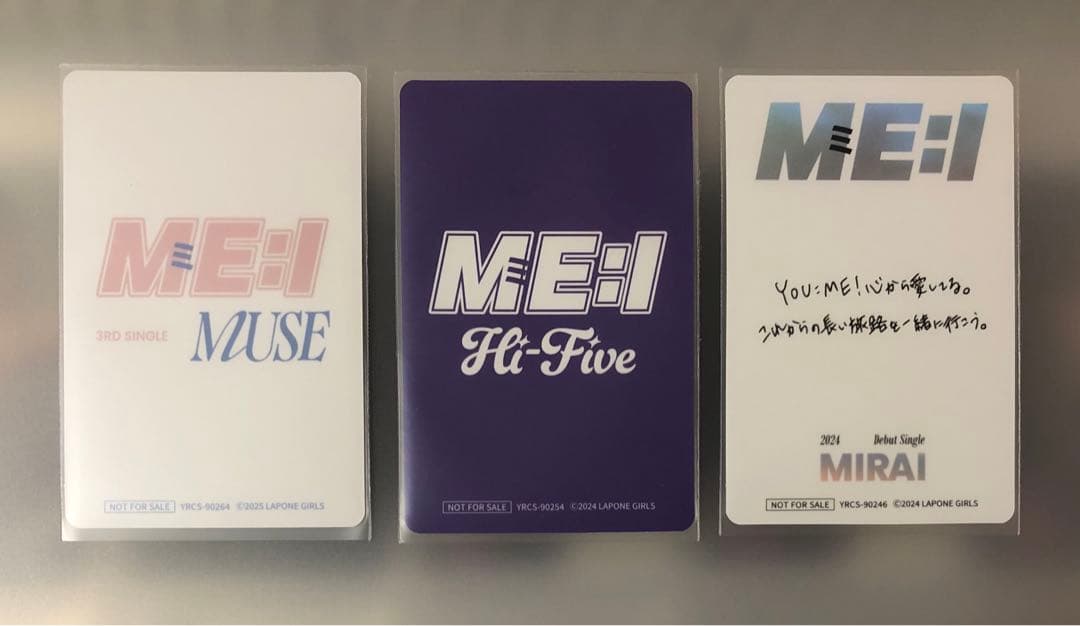 ME:I
ミ
3RD SINGLE MUSE
NOT FOR SALE YRCS-90264 ©2025 LAPONE GIRLS
ME:I
ミ
Hi-Five
NOT FOR SALE YRCS-90254 ©2024 LAPONE GIRLS
ME:I
ミ
YOU:ME!心から愛してる。
これからの長い旅路を一緒に行こう。
2024 Debut Single
MIRAI
NOT FOR SALE YRCS-90246 ©2024 LAPONE GIRLS